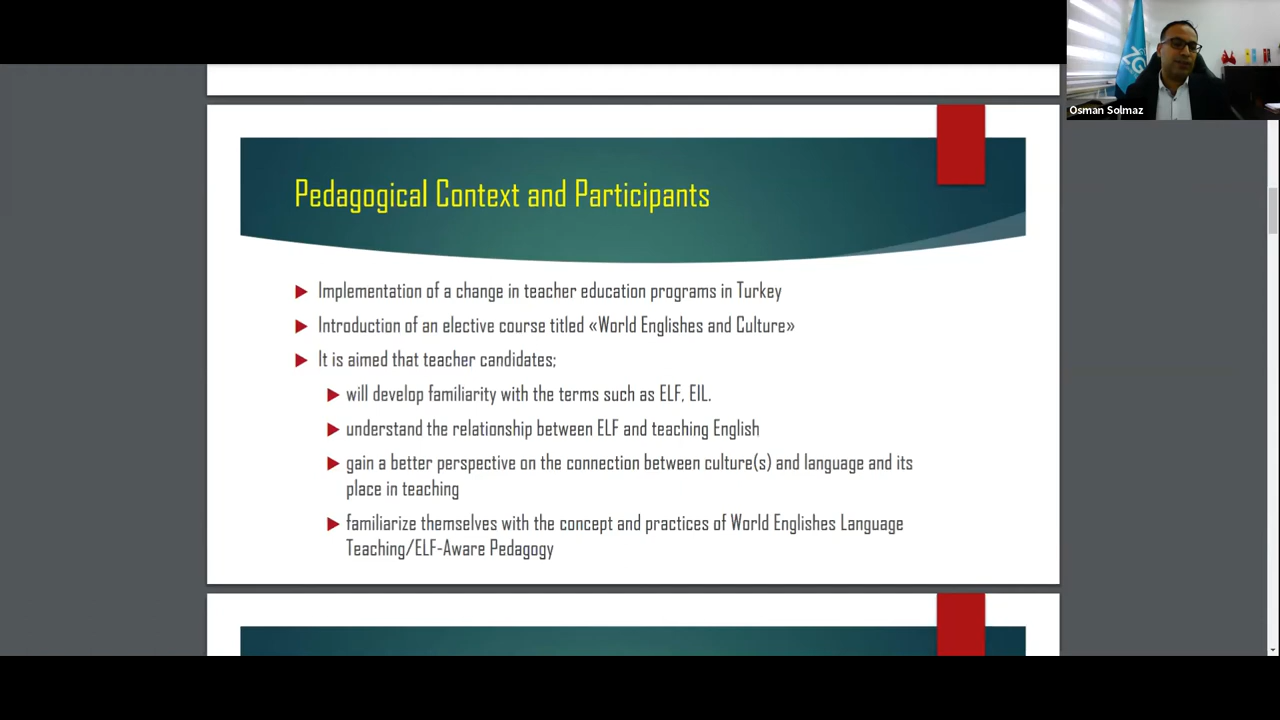 Osman Solmaz
Pedagogical Context and Participants
Implementation of a change in teacher education programs in Turkey
Introduction of an elective course titled «World Englishes and Culture»
It is aimed that teacher candidates;
will develop familiarity with the terms such as ELF, EIL.
understand the relationship between ELF and teaching English
gain a better perspective on the connection between culture(s) and language and its
place in teaching
familiarize themselves with the concept and practices of World Englishes Language
Teaching/ELF-Aware Pedagogy